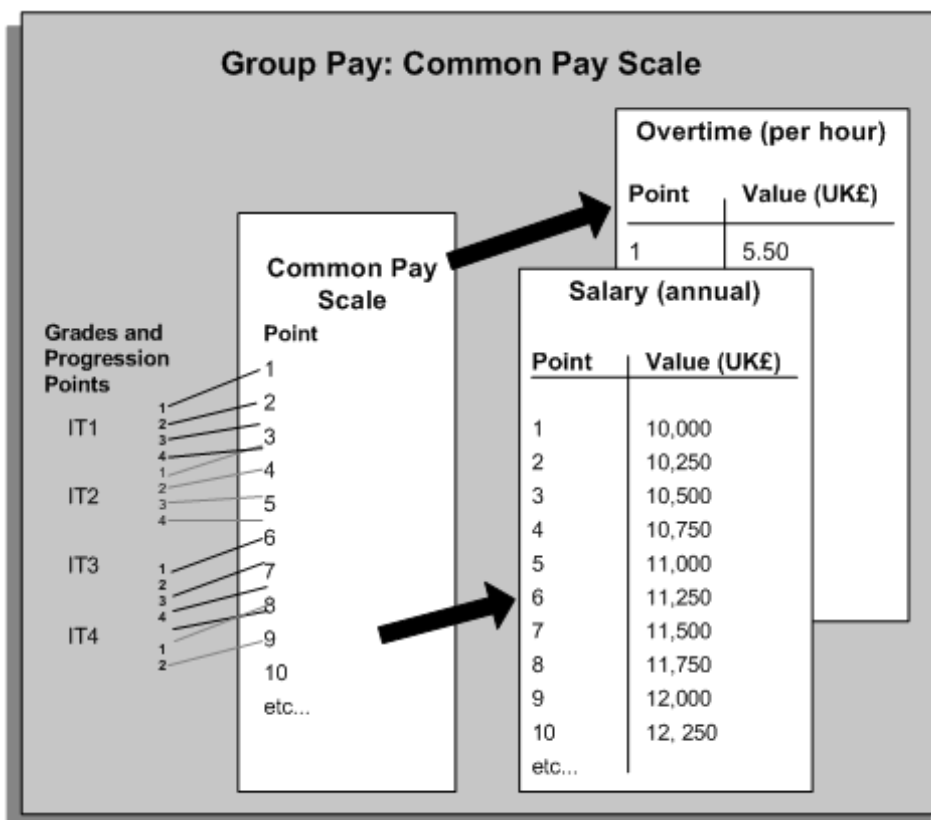 Group Pay: Common Pay Scale
Overtime (per hour)
Point Value (UK£)
1 5.50
Common Pay
Scale
Point
1
2
3
4
5
6
7
8
9
10
etc...
Grades and
Progression
Points
IT1
1
2
3
4
IT2
1
2
3
4
IT3
1
2
3
4
IT4
1
2
Salary (annual)
Point Value (UK£)
1 10,000
2 10,250
3 10,500
4 10,750
5 11,000
6 11,250
7 11,500
8 11,750
9 12,000
10 12, 250
etc...